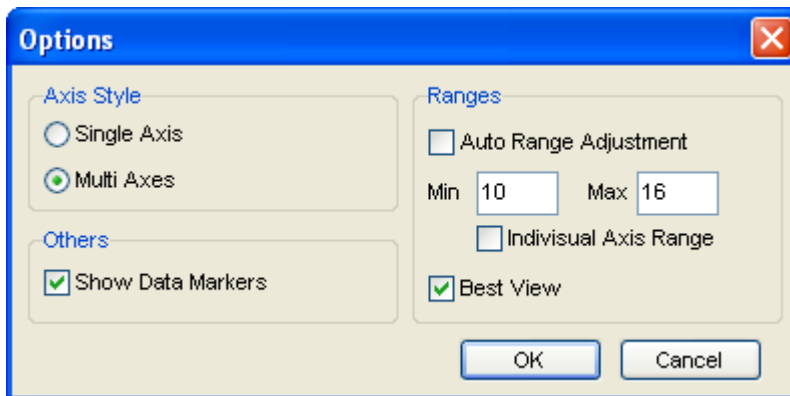 Options
Axis Style
Single Axis
Multi Axes
Others
Show Data Markers
Ranges
Auto Range Adjustment
Min 10 Max 16
Indivisual Axis Range
Best View
OK Cancel